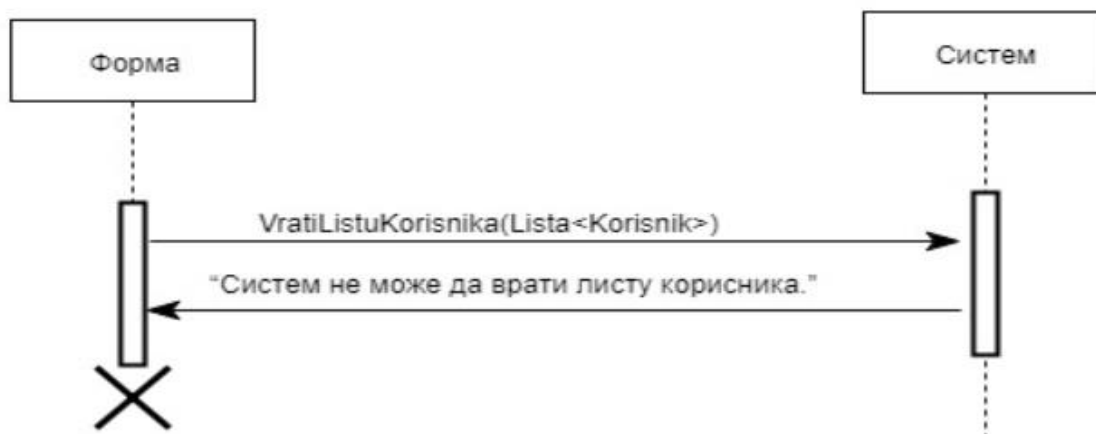 Форма
Систем
VratiListuKorisnika(Lista<Korisnik>)
“Систем не може да врати листу корисника.”